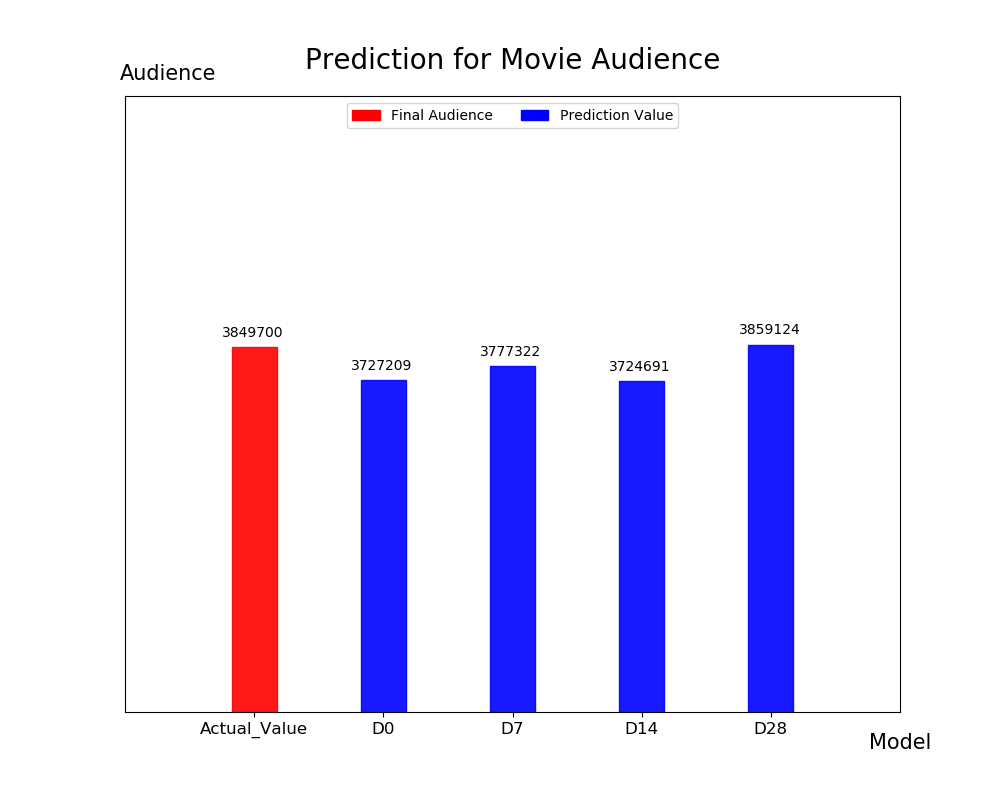 Prediction for Movie Audience
Audience
Final Audience Prediction Value
3849700
3727209
3777322
3724691
3859124
Actual_Value D0 D7 D14 D28
Model